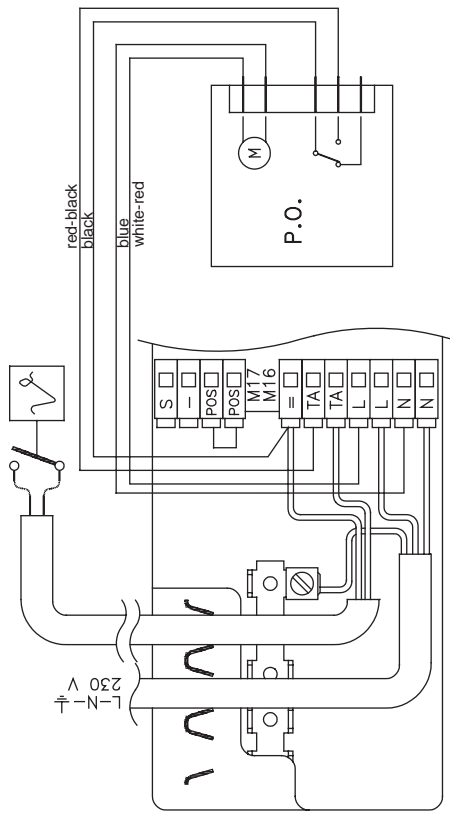 red-black
black
blue
white-red
M
P.O.
S
–
POS
POS
M17
M16
=
TA
TA
L
L
N
N
L–N–⏚
230 V